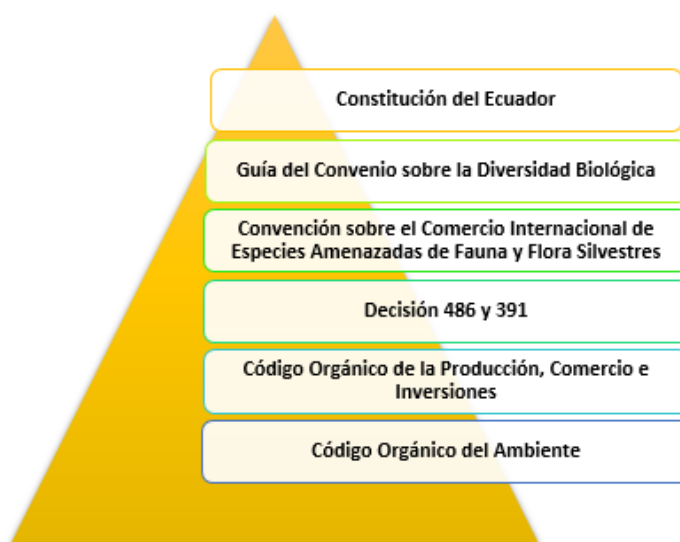 Constitución del Ecuador
Guía del Convenio sobre la Diversidad Biológica
Convención sobre el Comercio Internacional de
Especies Amenazadas de Fauna y Flora Silvestres
Decisión 486 y 391
Código Orgánico de la Producción, Comercio e
Inversiones
Código Orgánico del Ambiente